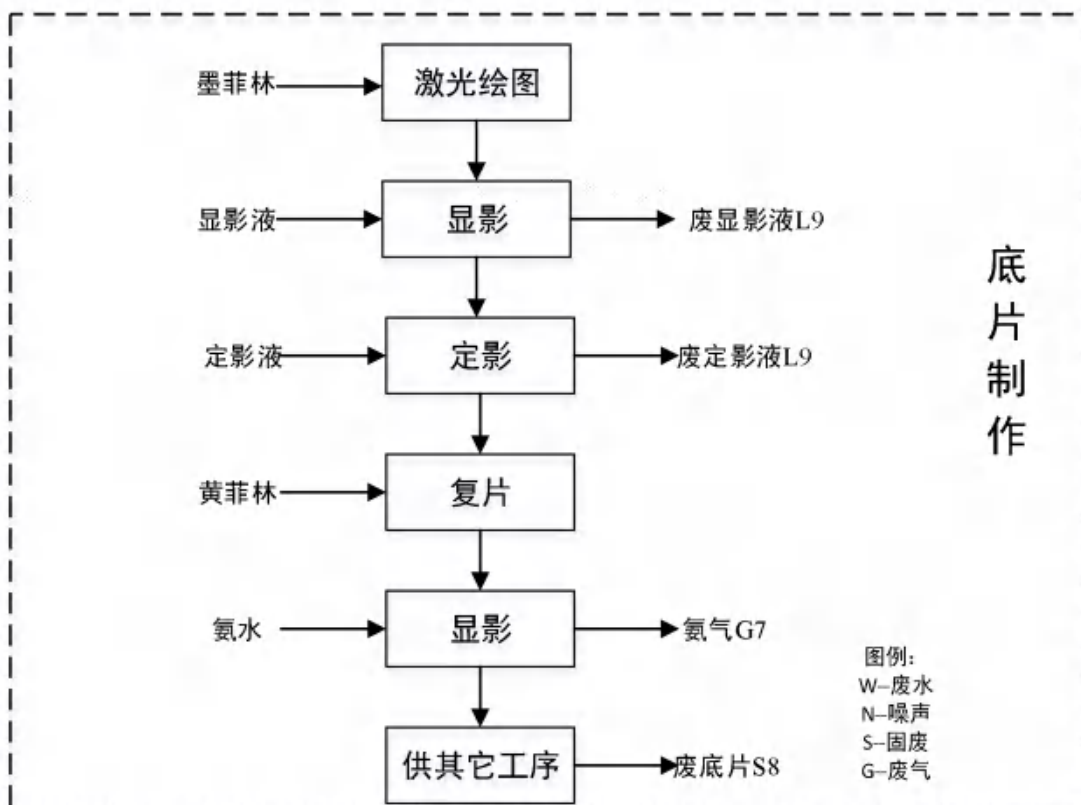 墨菲林
激光绘图
显影液
显影
废显影液L9
定影液
定影
废定影液L9
黄菲林
复片
氨水
显影
氨气G7
供其它工序
废底片S8
底片制作
图例：
W–废水
N–噪声
S–固废
G–废气